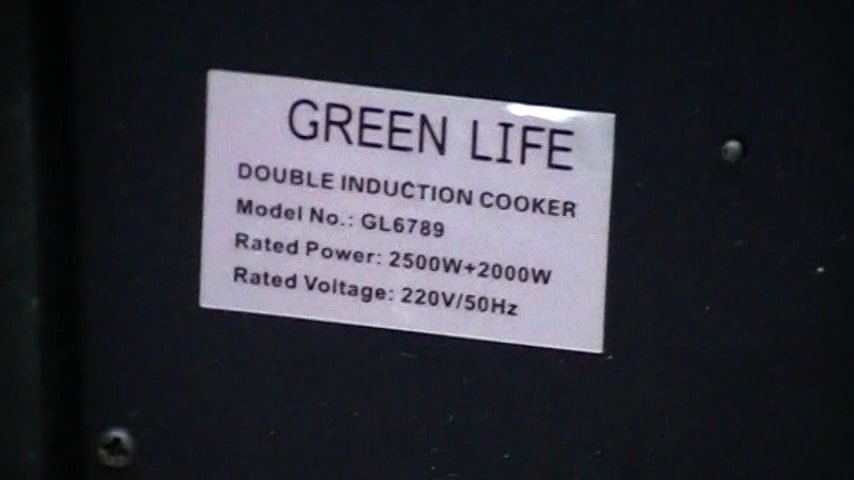 GREEN LIFE
DOUBLE INDUCTION COOKER
Model No.: GL6789
Rated Power: 2500W+2000W
Rated Voltage: 220V/50Hz